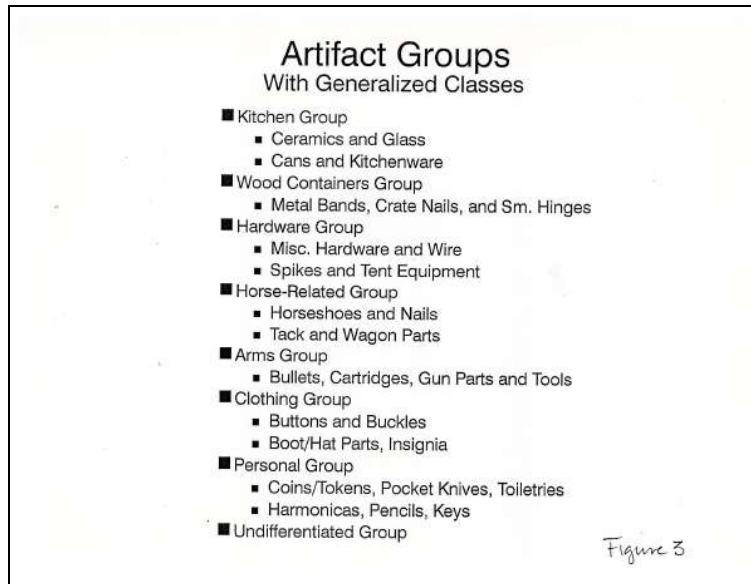 Artifact Groups
With Generalized Classes
■ Kitchen Group
■ Ceramics and Glass
■ Cans and Kitchenware
■ Wood Containers Group
■ Metal Bands, Crate Nails, and Sm. Hinges
■ Hardware Group
■ Misc. Hardware and Wire
■ Spikes and Tent Equipment
■ Horse-Related Group
■ Horseshoes and Nails
■ Tack and Wagon Parts
■ Arms Group
■ Bullets, Cartridges, Gun Parts and Tools
■ Clothing Group
■ Buttons and Buckles
■ Boot/Hat Parts, Insignia
■ Personal Group
■ Coins/Tokens, Pocket Knives, Toiletries
■ Harmonicas, Pencils, Keys
■ Undifferentiated Group
Figure 3